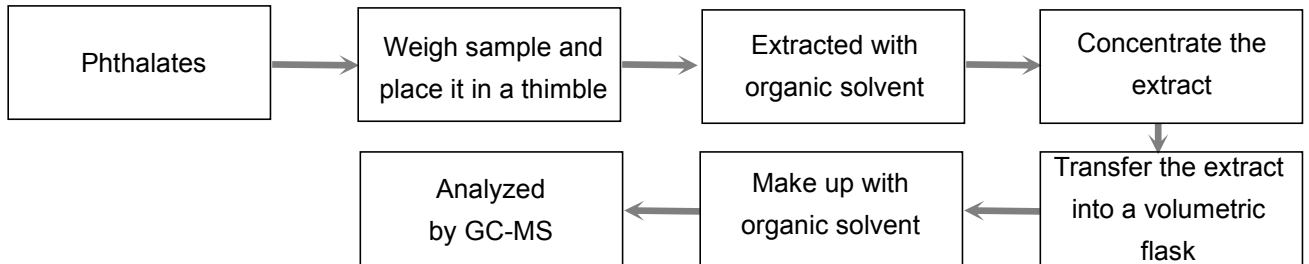 Phthalates
Weigh sample and
place it in a thimble
Extracted with
organic solvent
Concentrate the
extract
Transfer the extract
into a volumetric
flask
Make up with
organic solvent
Analyzed
by GC-MS